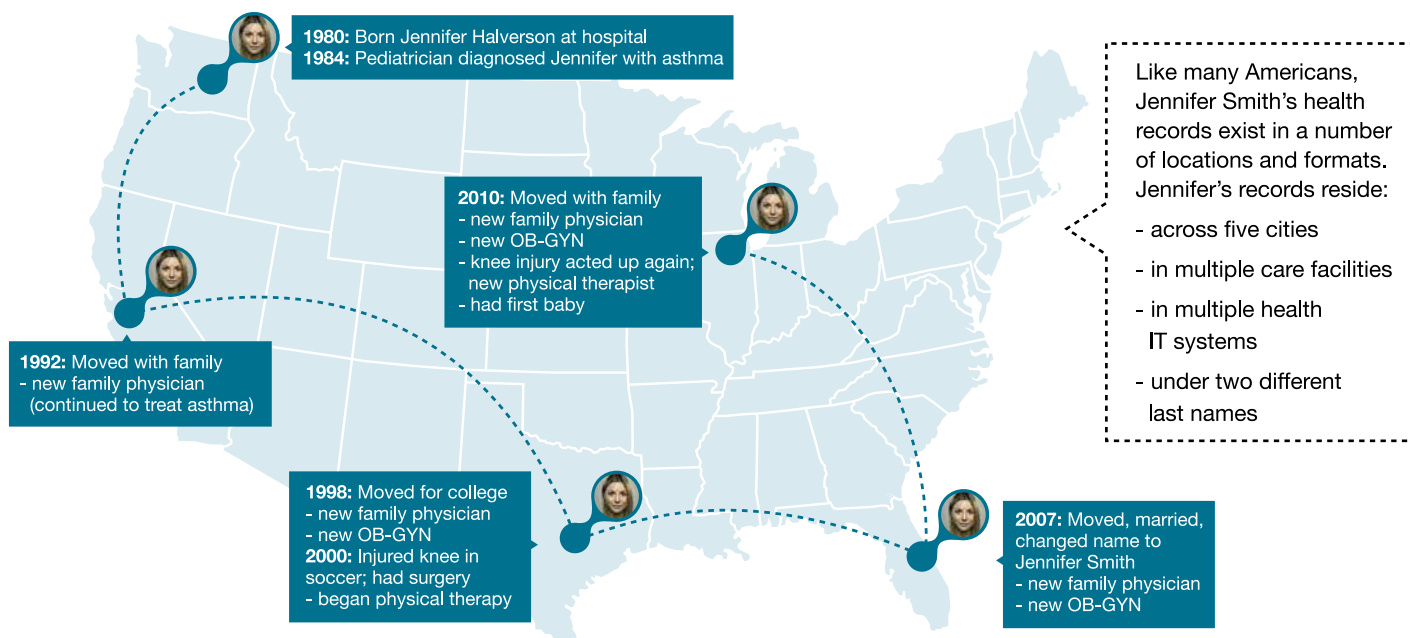 1980: Born Jennifer Halverson at hospital
1984: Pediatrician diagnosed Jennifer with asthma
1992: Moved with family
- new family physician
(continued to treat asthma)
1998: Moved for college
- new family physician
- new OB-GYN
2000: Injured knee in
soccer; had surgery
- began physical therapy
2007: Moved, married,
changed name to
Jennifer Smith
- new family physician
- new OB-GYN
2010: Moved with family
- new family physician
- new OB-GYN
- knee injury acted up again;
new physical therapist
- had first baby
Like many Americans,
Jennifer Smith’s health
records exist in a number
of locations and formats.
Jennifer’s records reside:
- across five cities
- in multiple care facilities
- in multiple health
IT systems
- under two different
last names